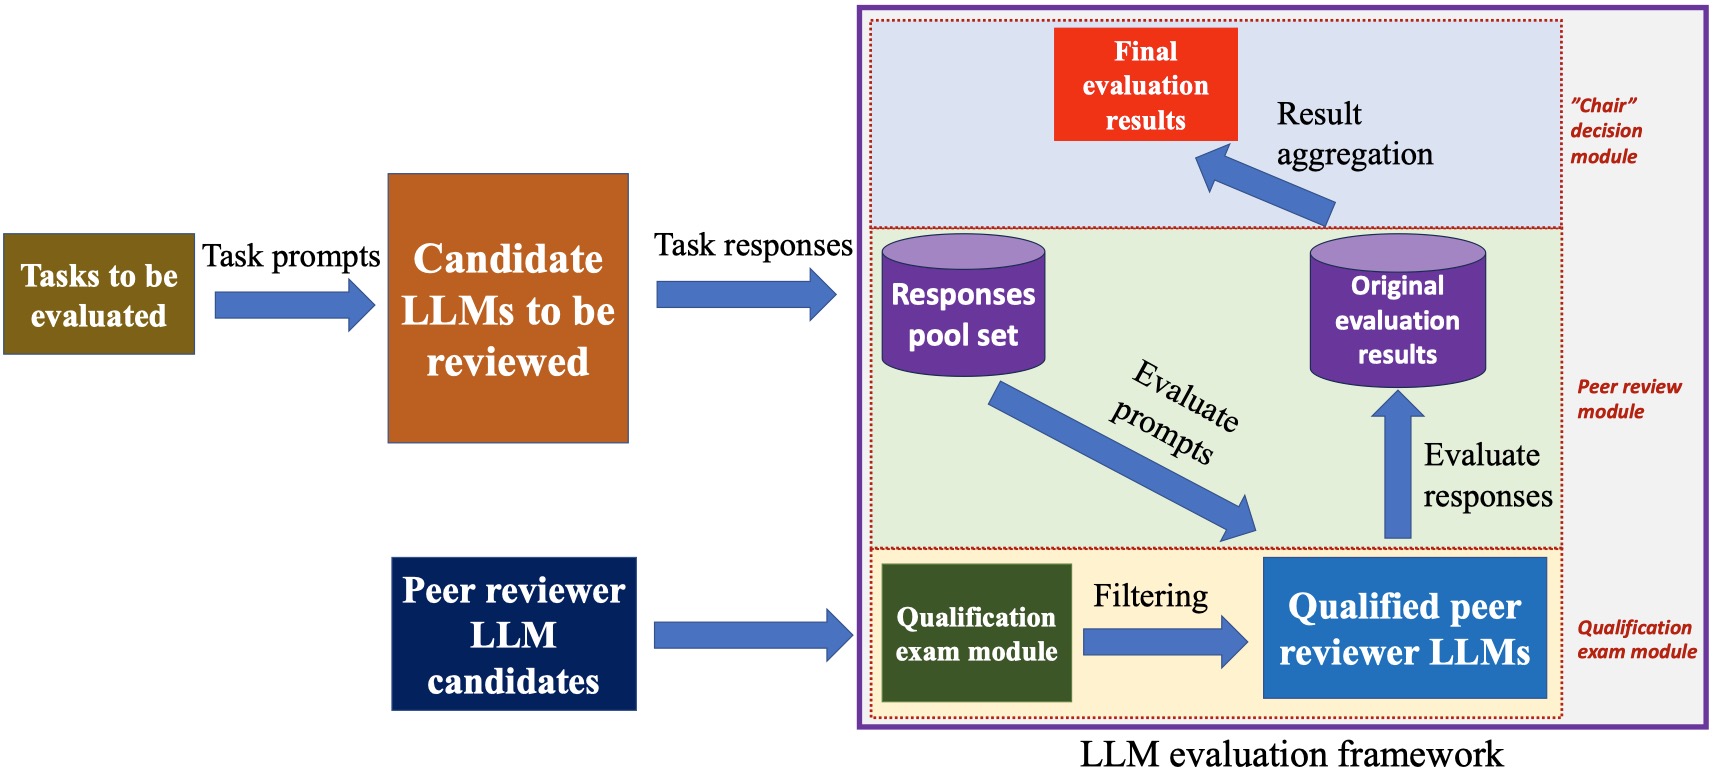 Tasks to be
evaluated
Task prompts
Candidate
LLMs to be
reviewed
Task responses
Peer reviewer
LLM
candidates
Final
evaluation
results
Result
aggregation
”Chair”
decision
module
Responses
pool set
Original
evaluation
results
Evaluate
prompts
Evaluate
responses
Peer review
module
Qualification
exam module
Filtering
Qualified peer
reviewer LLMs
Qualification
exam module
LLM evaluation framework